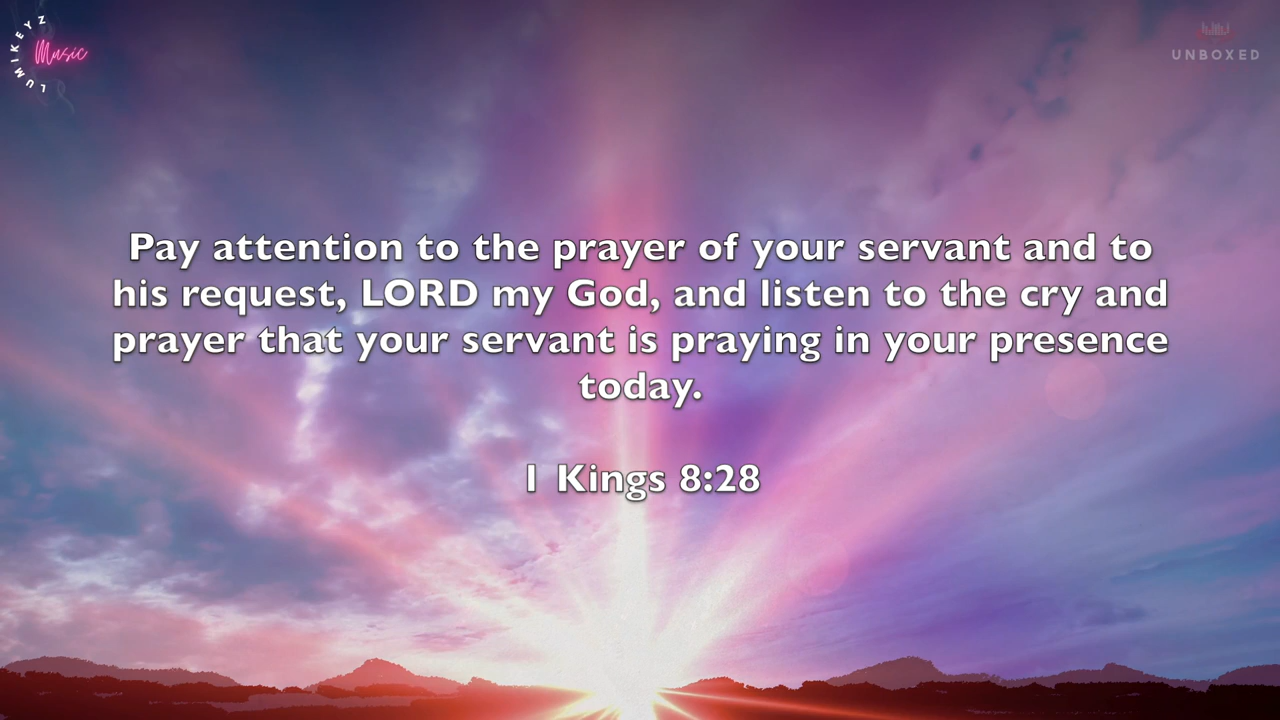 LUMIKEYZ
Music
UNBOXED
Pay attention to the prayer of your servant and to
his request, LORD my God, and listen to the cry and
prayer that your servant is praying in your presence
today.
1 Kings 8:28